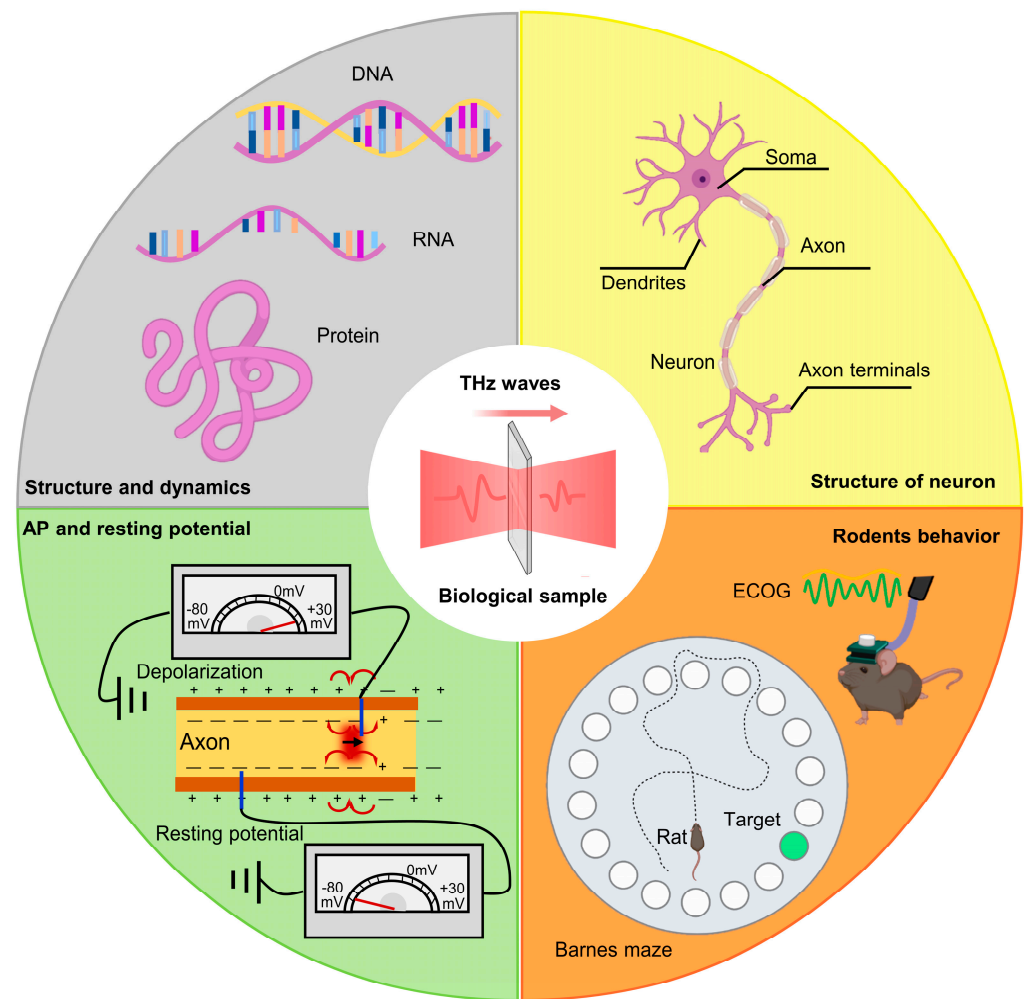 DNA
RNA
Protein
Structure and dynamics
Soma
Axon
Dendrites
Neuron
Axon terminals
Structure of neuron
THz waves
Biological sample
AP and resting potential
0mV
-80
mV
+30
mV
Depolarization
+ + + + + + + — + +
— — — — — — — + — —
Axon
— — — — — — — + — —
+ + + + + + + — + +
Resting potential
0mV
-80
mV
+30
mV
Rodents behavior
ECOG
Target
Rat
Barnes maze